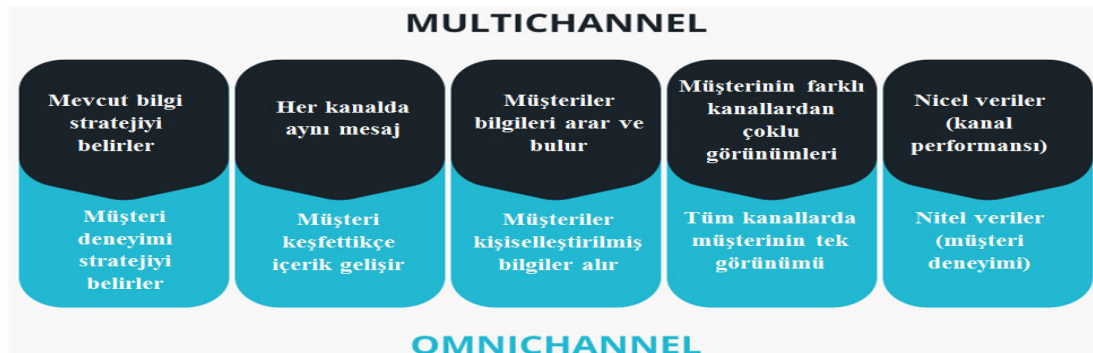 MULTICHANNEL
Mevcut bilgi
stratejiyi
belirler
Her kanalda
aynı mesaj
Müşteriler
bilgileri arar ve
bulur
Müşterinin farklı
kanallardan
çoklu
görünümleri
Nicel veriler
(kanal
performansı)
Müşteri
deneyimi
stratejiyi
belirler
Müşteri
keşfettikçe
içerik gelişir
Müşteriler
kişiselleştirilmiş
bilgiler alır
Tüm kanallarda
müşterinin tek
görünümü
Nitel veriler
(müşteri
deneyimi)
OMNICHANNEL